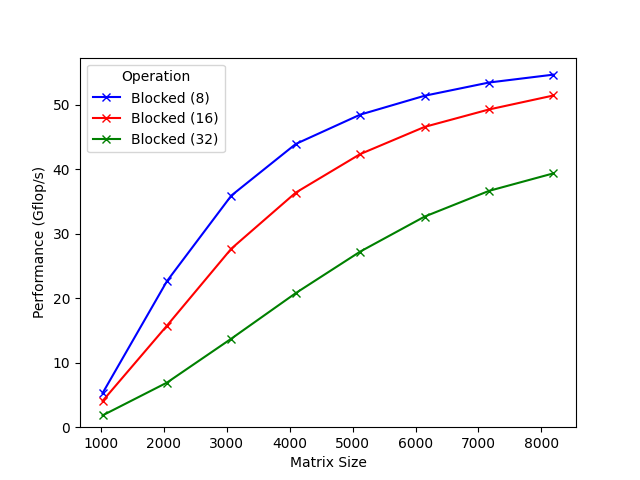 Operation
Blocked (8)
Blocked (16)
Blocked (32)
Performance (Gflop/s)
50
40
30
20
10
0
1000 2000 3000 4000 5000 6000 7000 8000
Matrix Size